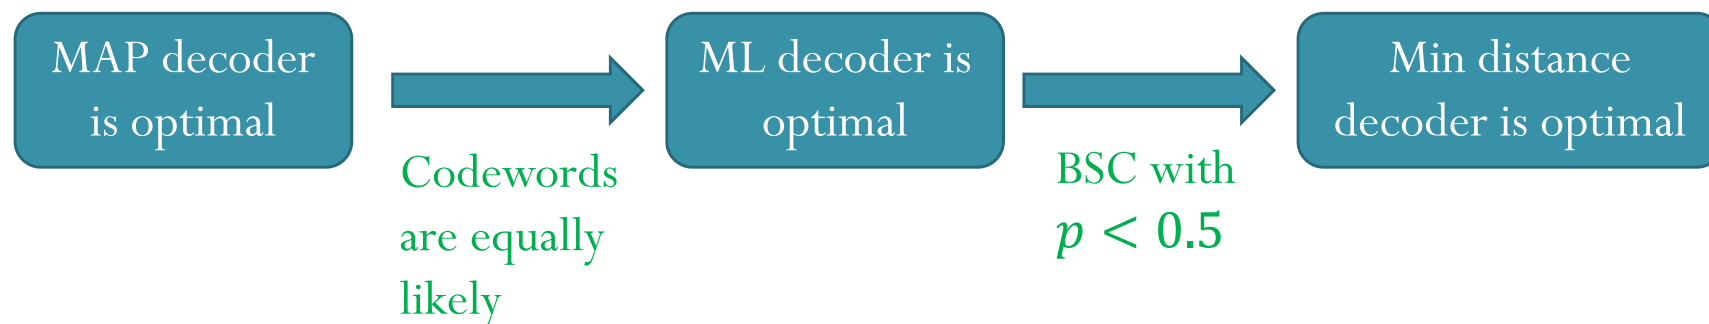 MAP decoder
is optimal
Codewords
are equally
likely
ML decoder is
optimal
BSC with
p < 0.5
Min distance
decoder is optimal